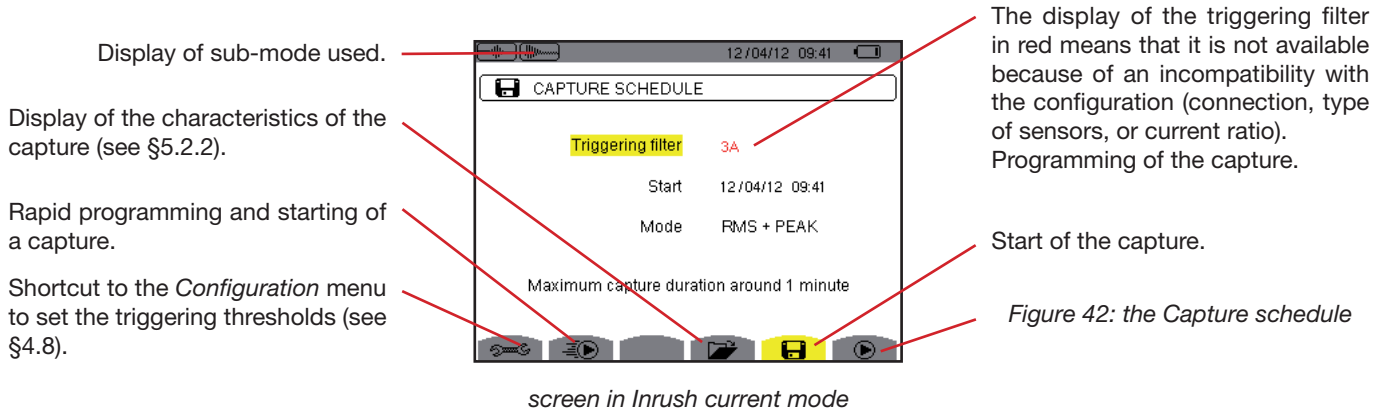 Display of sub-mode used.
Display of the characteristics of the
capture (see §5.2.2).
Rapid programming and starting of
a capture.
Shortcut to the Configuration menu
to set the triggering thresholds (see
§4.8).
12/04/12 09:41
CAPTURE SCHEDULE
Triggering filter 3A
Start 12/04/12 09:41
Mode RMS + PEAK
Maximum capture duration around 1 minute
The display of the triggering filter
in red means that it is not available
because of an incompatibility with
the configuration (connection, type
of sensors, or current ratio).
Programming of the capture.
Start of the capture.
Figure 42: the Capture schedule
screen in Inrush current mode